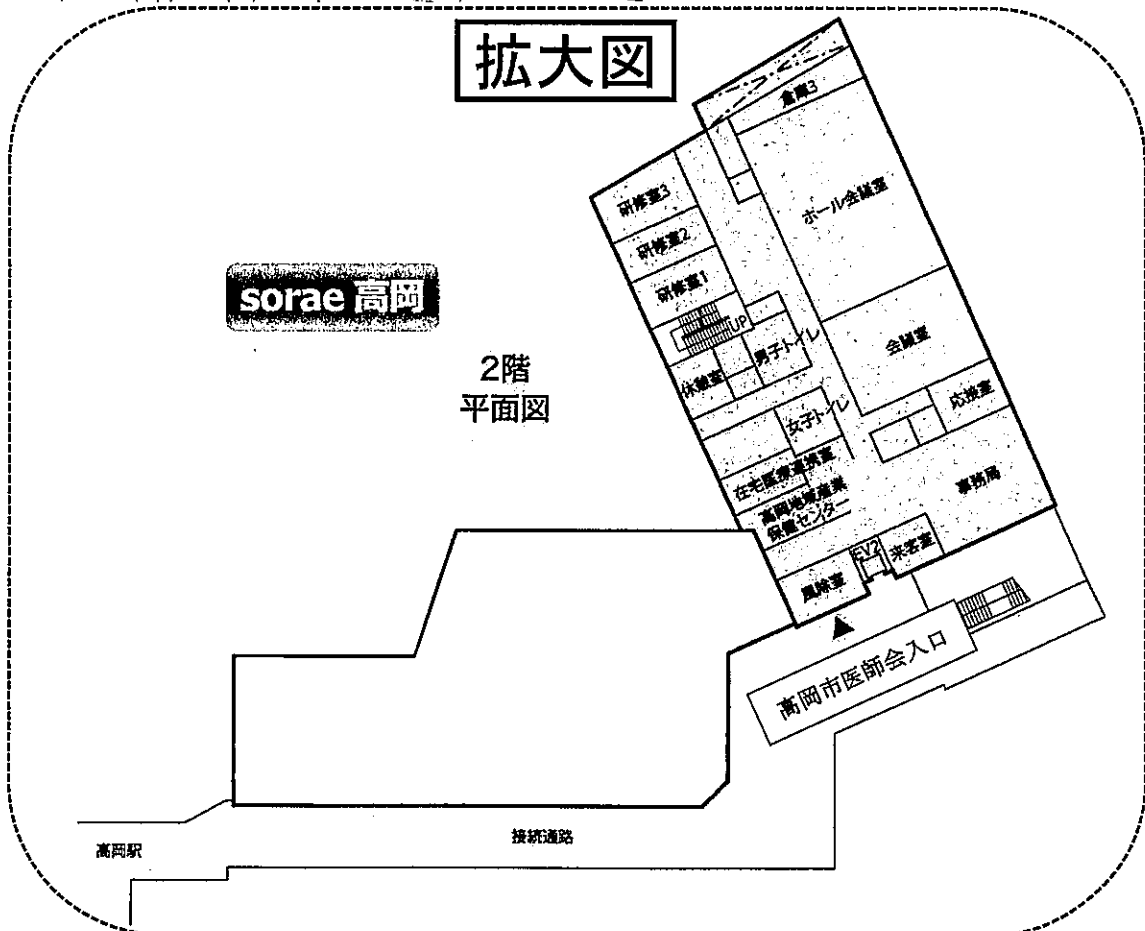 拡大図
倉庫3
研修室3
ホール会議室
研修室2
研修室1
sorae 高岡
UP
男子トイレ
会議室
2階
平面図
休憩室
応接室
女子トイレ
在宅医療連携室
事務局
高岡地域産業
保健センター
EV2
来客室
風除室
▲
高岡市医師会入口
接続通路
高岡駅